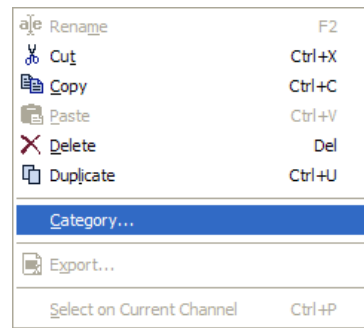 Rename F2
Cut Ctrl+X
Copy Ctrl+C
Paste Ctrl+V
Delete Del
Duplicate Ctrl+U
Category...
Export...
Select on Current Channel Ctrl+P